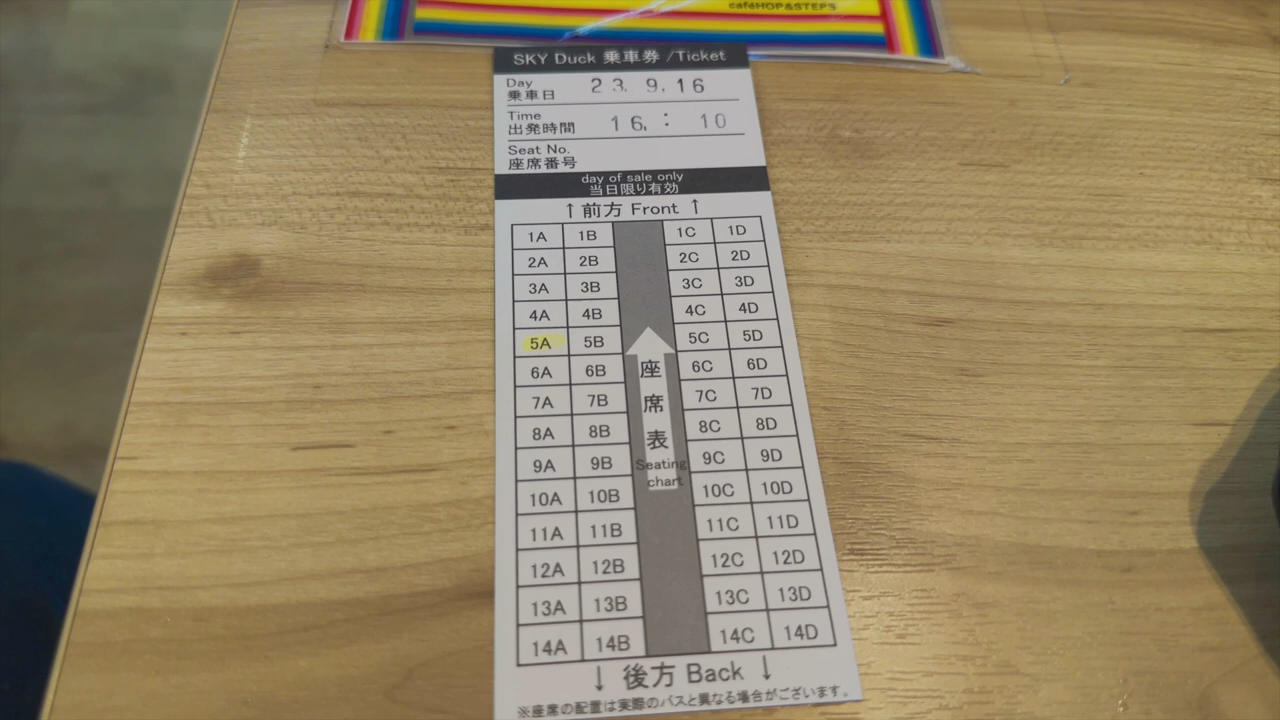 caféHOP&STEPS
SKY Duck 乗車券 /Ticket
Day
乗車日 23. 9. 16
Time
出発時間 16. : 10
Seat No.
座席番号
day of sale only
当日限り有効
↑ 前方 Front ↑
1A 1B 1C 1D
2A 2B 2C 2D
3A 3B 3C 3D
4A 4B 4C 4D
5A 5B 5C 5D
6A 6B 6C 6D
7A 7B 7C 7D
8A 8B 8C 8D
9A 9B 9C 9D
10A 10B 10C 10D
11A 11B 11C 11D
12A 12B 12C 12D
13A 13B 13C 13D
14A 14B 14C 14D
座席表
Seating
chart
↓ 後方 Back ↓
※座席の配置は実際のバスと異なる場合がございます。